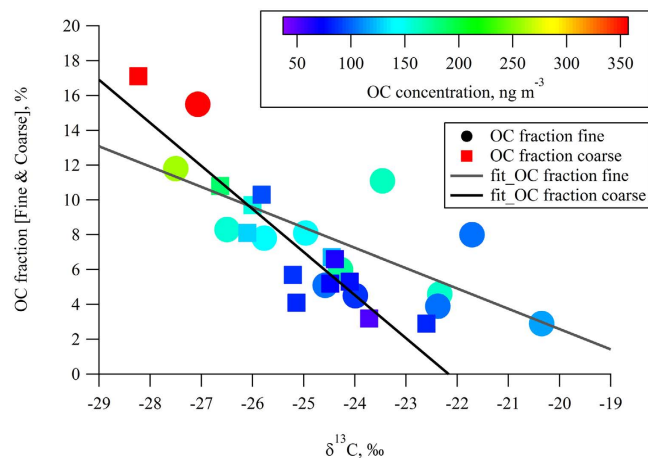 50 100 150 200 250 300 350
OC concentration, ng m⁻³
OC fraction fine
OC fraction coarse
fit_OC fraction fine
fit_OC fraction coarse
OC fraction [Fine & Coarse], %
20
18
16
14
12
10
8
6
4
2
0
-29 -28 -27 -26 -25 -24 -23 -22 -21 -20 -19
δ¹³C, ‰